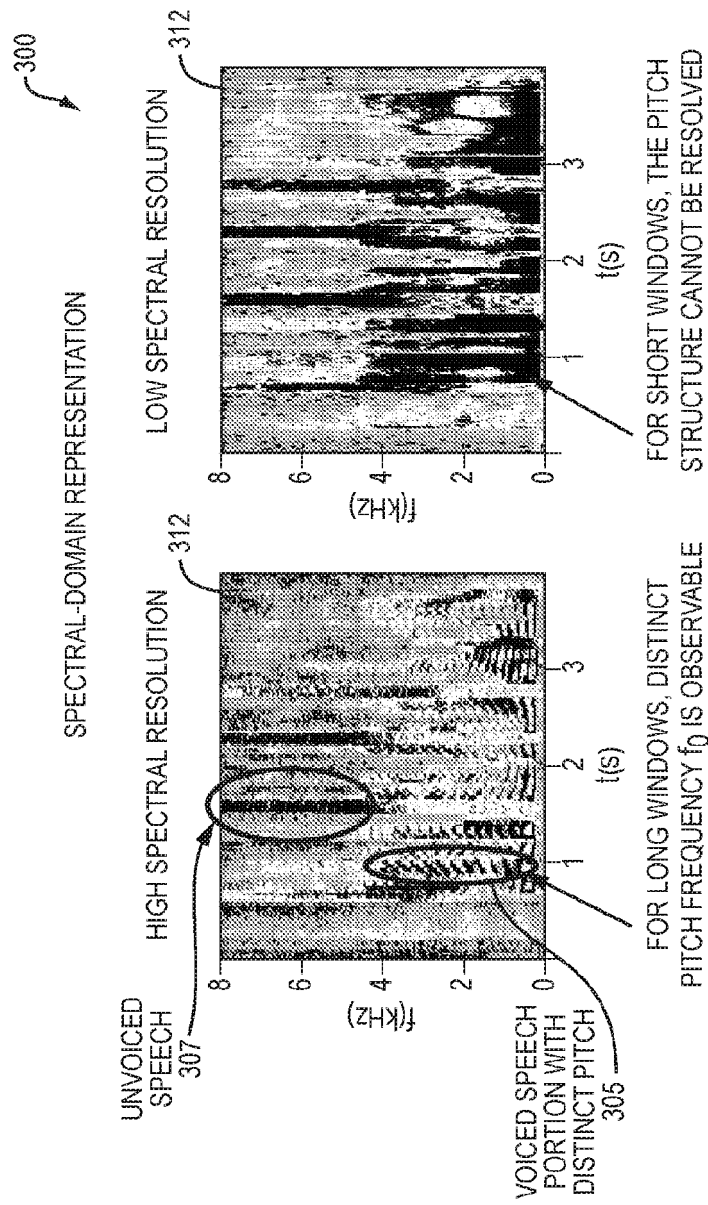 300
SPECTRAL-DOMAIN REPRESENTATION
HIGH SPECTRAL RESOLUTION
312
UNVOICED
SPEECH
307
8
6
4
2
0
f(kHz)
1
2
3
t(s)
VOICED SPEECH
PORTION WITH
DISTINCT PITCH
305
FOR LONG WINDOWS, DISTINCT
PITCH FREQUENCY f0 IS OBSERVABLE
LOW SPECTRAL RESOLUTION
312
8
6
4
2
0
f(kHz)
1
2
3
t(s)
FOR SHORT WINDOWS, THE PITCH
STRUCTURE CANNOT BE RESOLVED